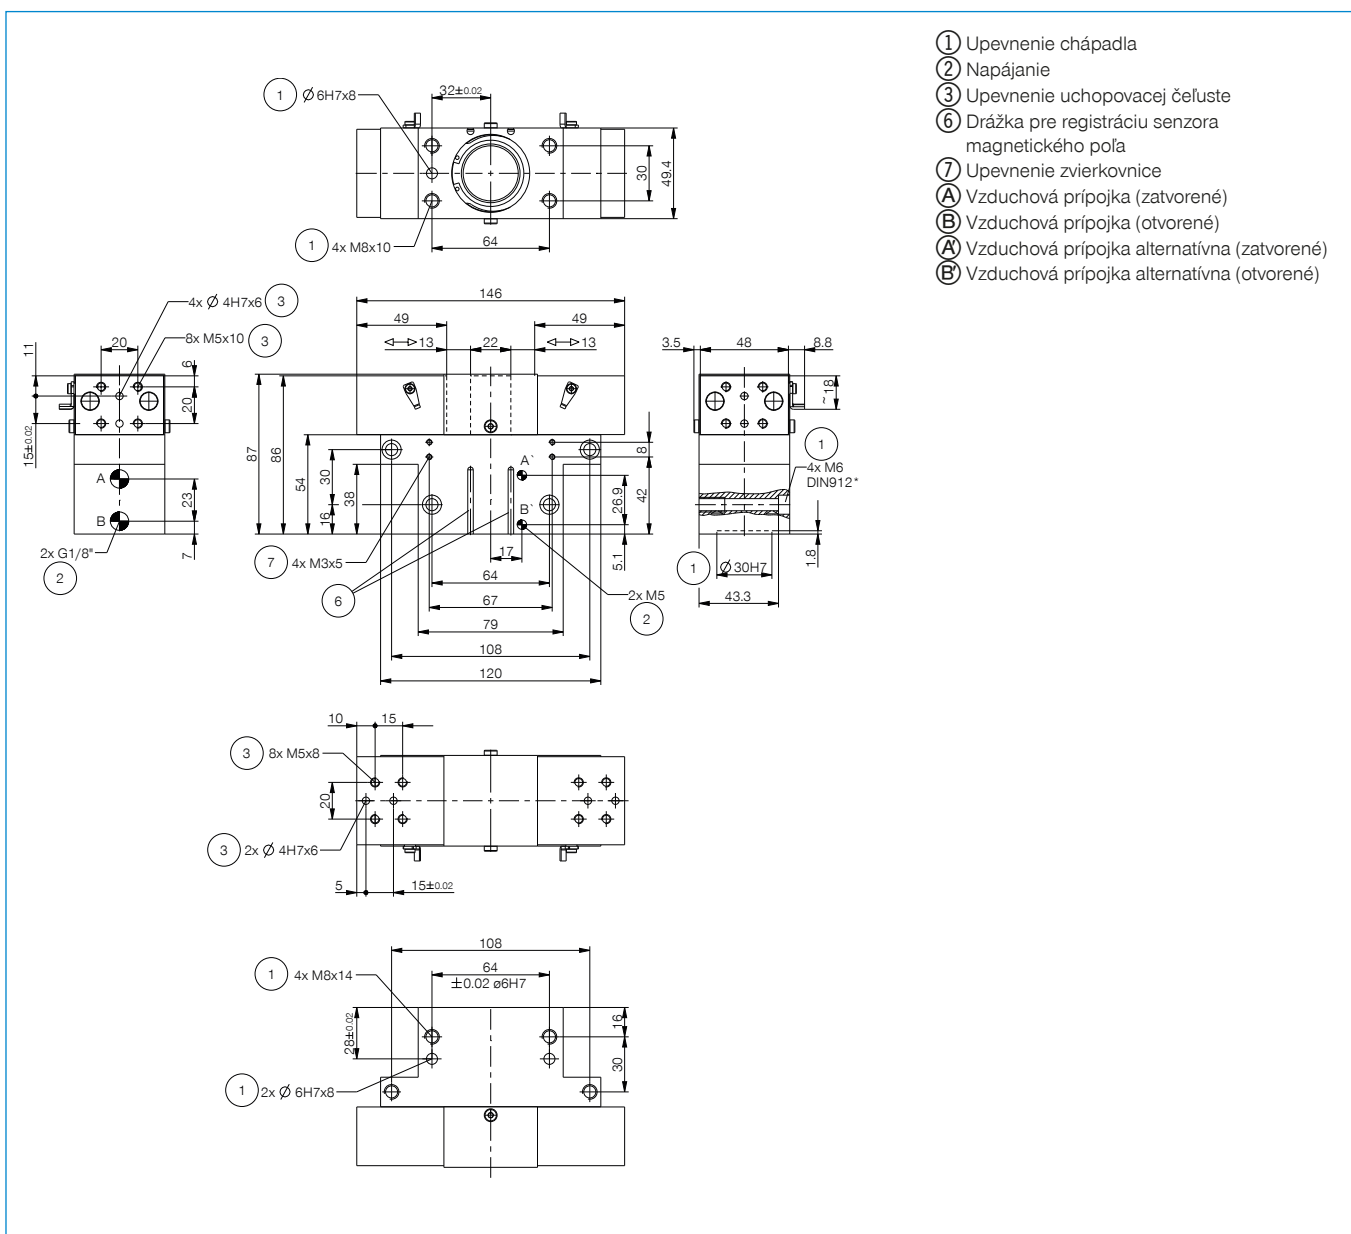 ① Upevnenie chápadla
② Napájanie
③ Upevnenie uchopovacej čeľuste
⑥ Drážka pre registráciu senzora
magnetického poľa
⑦ Upevnenie zvierkovnice
Ⓐ Vzduchová prípojka (zatvorené)
Ⓑ Vzduchová prípojka (otvorené)
A' Vzduchová prípojka alternatívna (zatvorené)
B' Vzduchová prípojka alternatívna (otvorené)
① Ø 6H7x8
32±0.02
30
49.4
① 4x M8x10
64
4x Ø 4H7x6 ③
8x M5x10 ③
20
11
15±0.02
6
20
A
B
23
7
2x G1/8"
②
146
49
49
13
22
13
87
86
54
38
30
16
A`
B`
8
42
26.9
5.1
17
⑦ 4x M3x5
⑥
64
67
79
108
120
2x M5
②
3.5
48
8.8
~18
①
4x M6
DIN912*
① Ø 30H7
1.8
43.3
10
15
③ 8x M5x8
20
③ 2x Ø 4H7x6
5
15±0.02
108
① 4x M8x14
64
±0.02 ø6H7
28±0.02
16
30
① 2x Ø 6H7x8